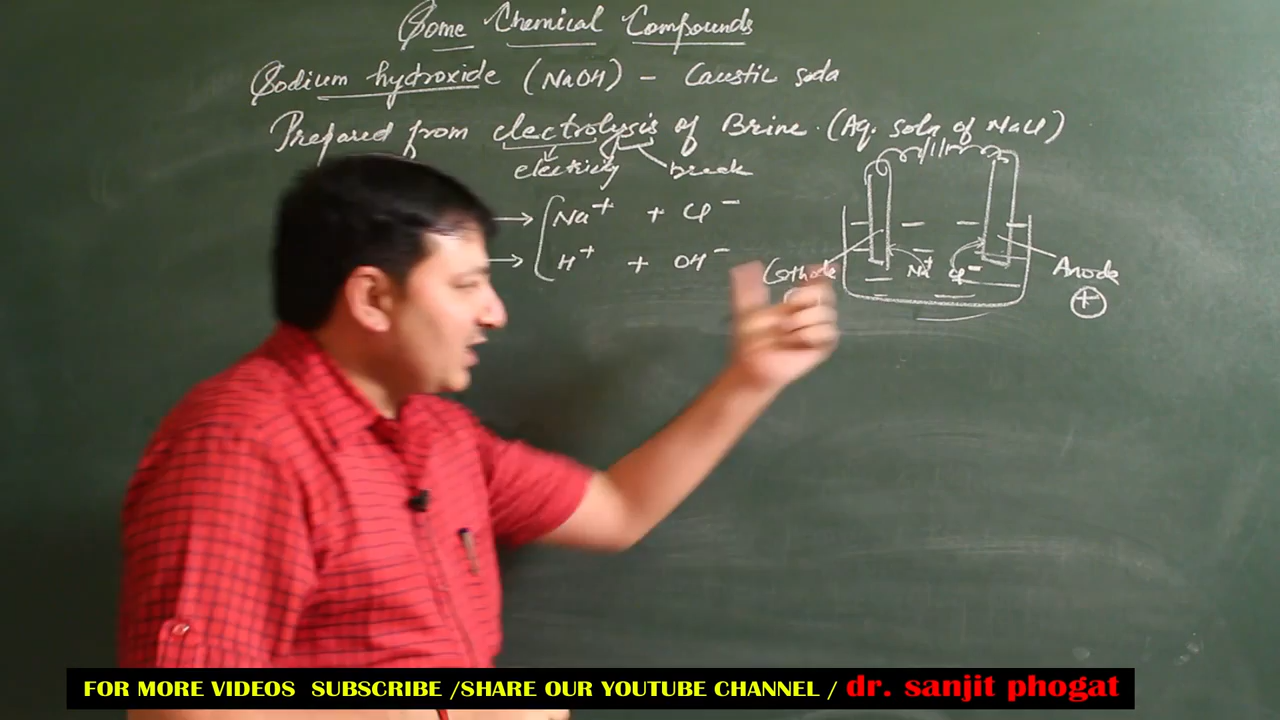 Some Chemical Compounds
Sodium hydroxide (NaOH) - Caustic soda
Prepared from electrolysis of Brine. (Aq. soln of NaCl)
electricity break
→ Na⁺ + Cl⁻
→ H⁺ + OH⁻
Cathode Na⁺ Cl⁻ Anode
+
FOR MORE VIDEOS SUBSCRIBE /SHARE OUR YOUTUBE CHANNEL / dr. sanjit phogat